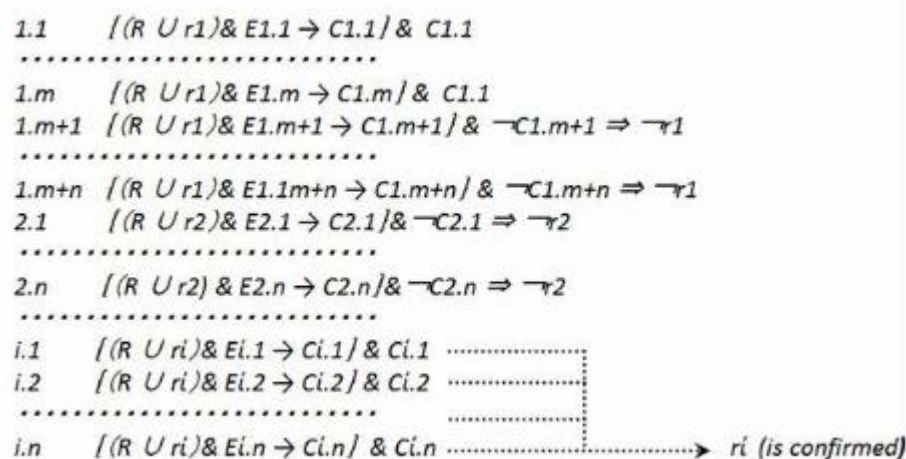 1.1 [(R ∪ r1)& E1.1 → C1.1] & C1.1
............................
1.m [(R ∪ r1)& E1.m → C1.m] & C1.1
1.m+1 [(R ∪ r1)& E1.m+1 → C1.m+1] & ¬C1.m+1 ⇒ ¬r1
............................
1.m+n [(R ∪ r1)& E1.1m+n → C1.m+n] & ¬C1.m+n ⇒ ¬r1
2.1 [(R ∪ r2)& E2.1 → C2.1]& ¬C2.1 ⇒ ¬r2
............................
2.n [(R ∪ r2) & E2.n → C2.n]& ¬C2.n ⇒ ¬r2
............................
i.1 [(R ∪ ri)& Ei.1 → Ci.1] & Ci.1
i.2 [(R ∪ ri)& Ei.2 → Ci.2] & Ci.2
............................
i.n [(R ∪ ri)& Ei.n → Ci.n] & Ci.n → ri (is confirmed)